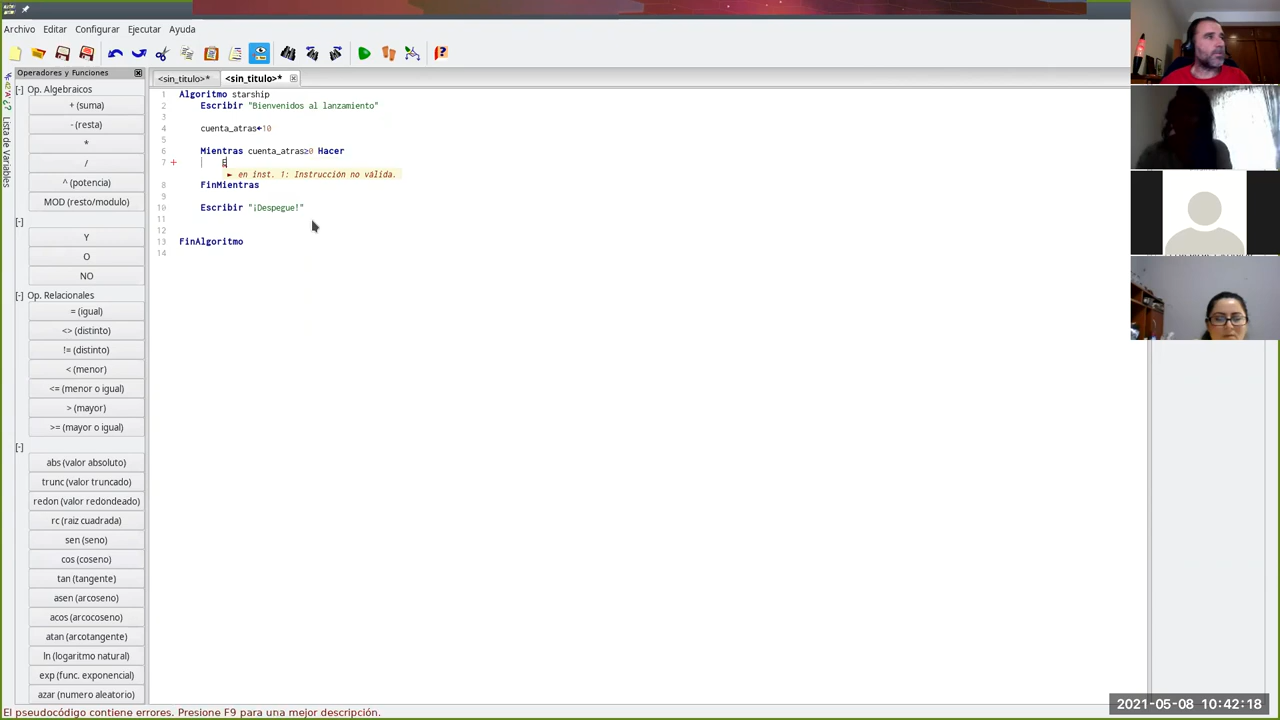 Archivo Editar Configurar Ejecutar Ayuda
Operadores y Funciones
<sin_titulo>* <sin_titulo>*
[-] Op. Algebraicos
+ (suma)
- (resta)
*
/
^ (potencia)
MOD (resto/modulo)
[-]
Y
O
NO
[-] Op. Relacionales
= (igual)
<> (distinto)
!= (distinto)
< (menor)
<= (menor o igual)
> (mayor)
>= (mayor o igual)
[-]
abs (valor absoluto)
trunc (valor truncado)
redon (valor redondeado)
rc (raiz cuadrada)
sen (seno)
cos (coseno)
tan (tangente)
asen (arcoseno)
acos (arcocoseno)
atan (arcotangente)
ln (logaritmo natural)
exp (func. exponencial)
azar (numero aleatorio)
Lista de Variables
1 Algoritmo starship
2 Escribir "Bienvenidos al lanzamiento"
3
4 cuenta_atras←10
5
6 Mientras cuenta_atras≥0 Hacer
7 E
► en inst. 1: Instrucción no válida.
8 FinMientras
9
10 Escribir "¡Despegue!"
11
12
13 FinAlgoritmo
14
El pseudocódigo contiene errores. Presione F9 para una mejor descripción.
2021-05-08 10:42:18